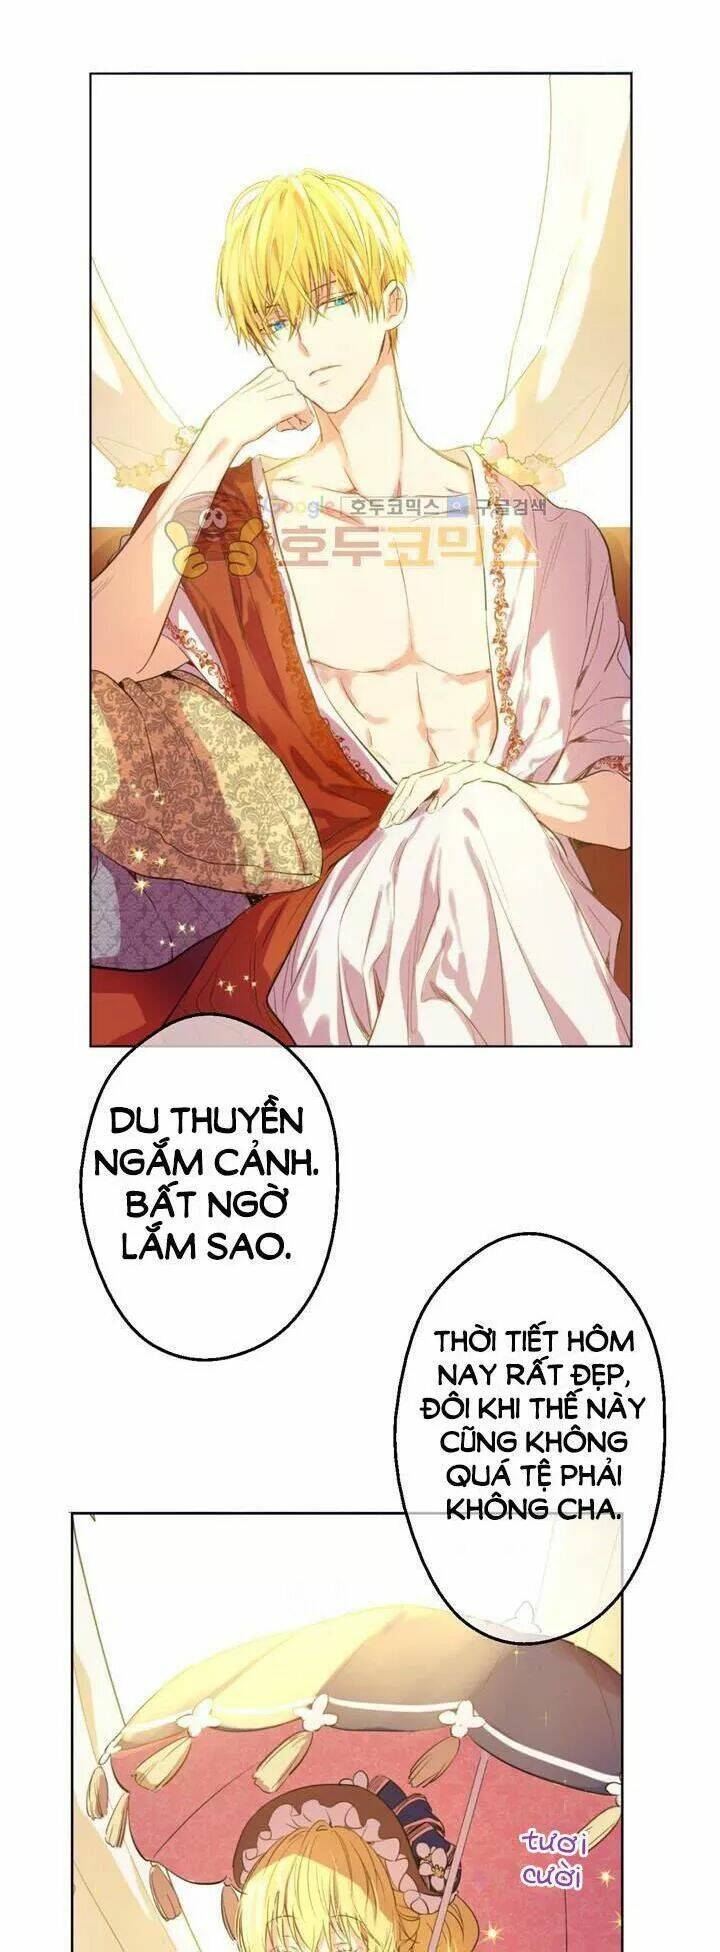 Google 호두코믹스 구글검색
호두코믹스
DU THUYỀN
NGẮM CẢNH.
BẤT NGỜ
LẮM SAO.
THỜI TIẾT HÔM
NAY RẤT ĐẸP,
ĐÔI KHI THẾ NÀY
CŨNG KHÔNG
QUÁ TỆ PHẢI
KHÔNG CHA.
tươi
cười